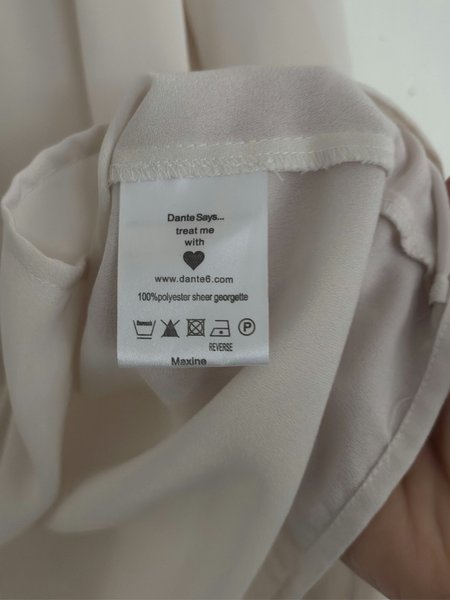 Dante Says...
treat me
with
www.dante6.com
100%polyester sheer georgette
P
REVERSE
Maxine